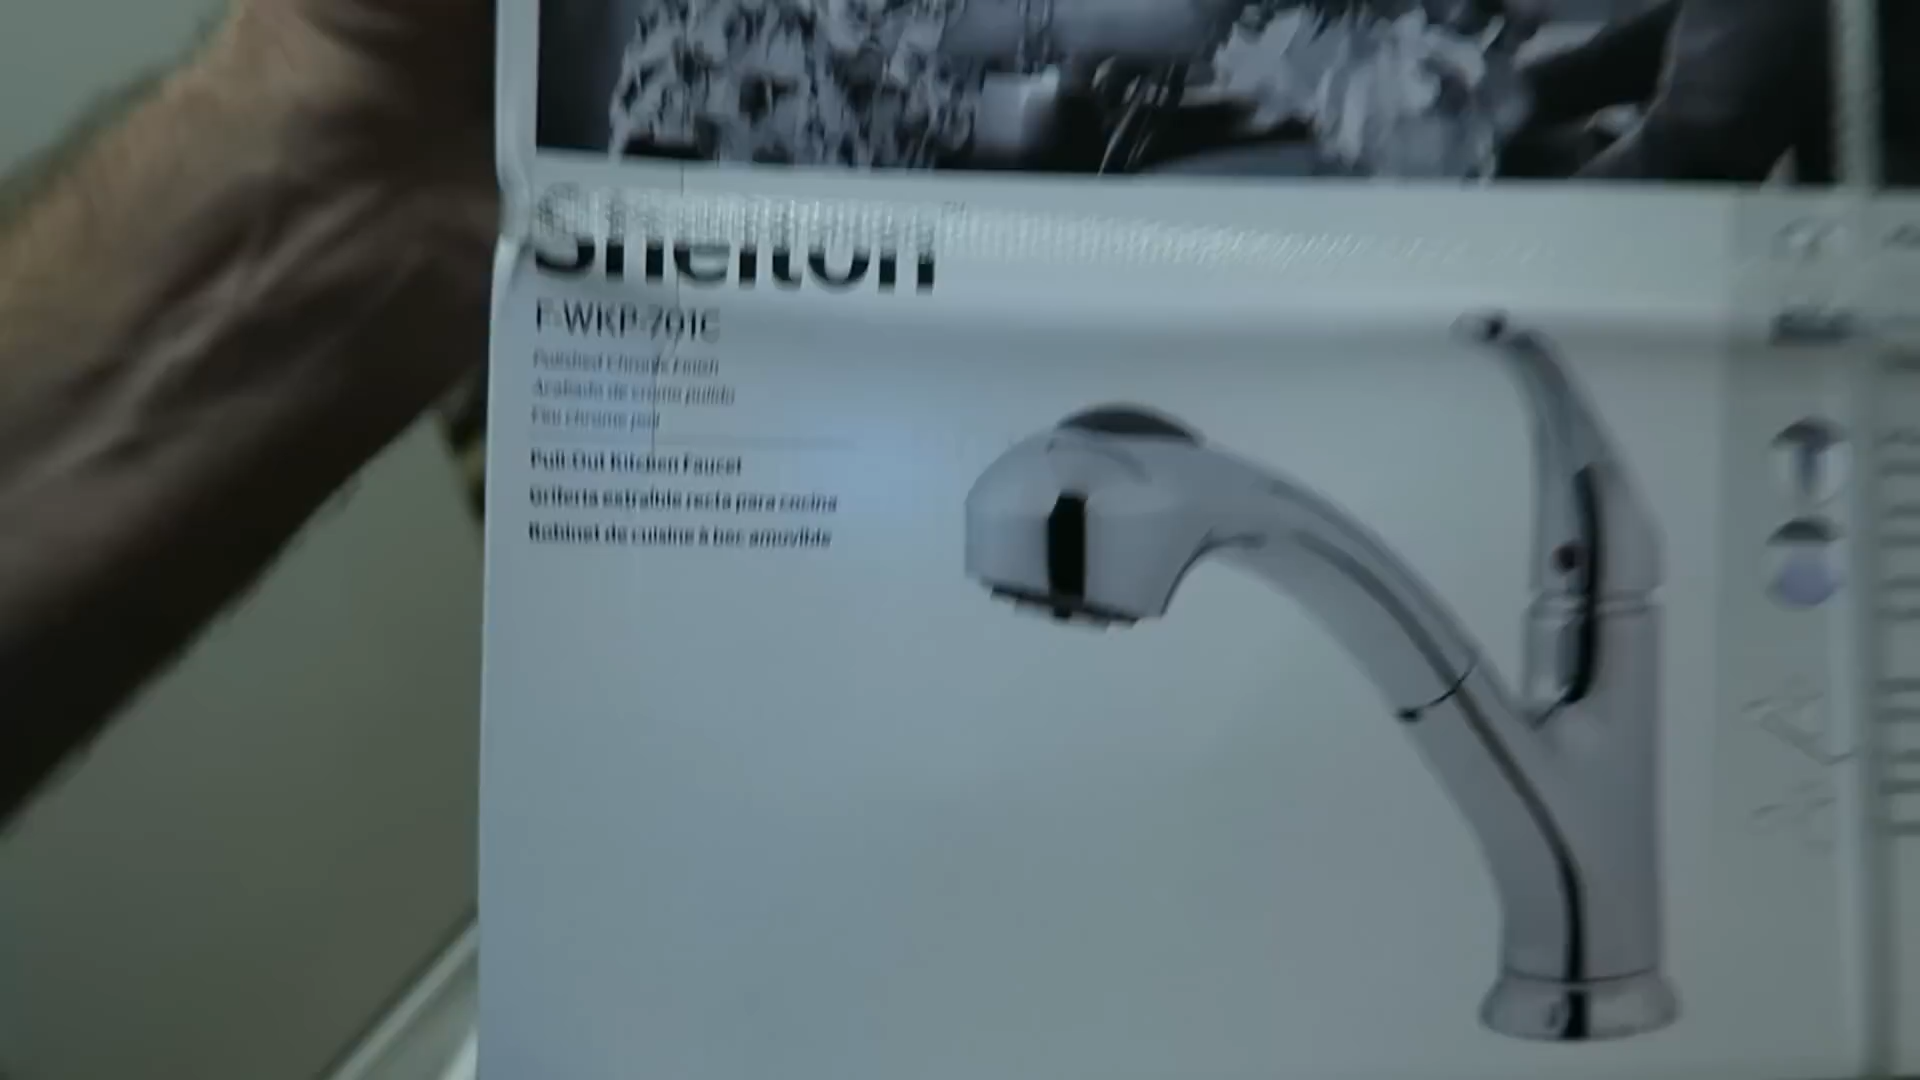 Shelton
F-WKP-701C
Polished Chrome Finish
Acabado de cromo pulido
Fini chrome poli
Pull-Out Kitchen Faucet
Grifería extraíble recta para cocina
Robinet de cuisine à bec amovible